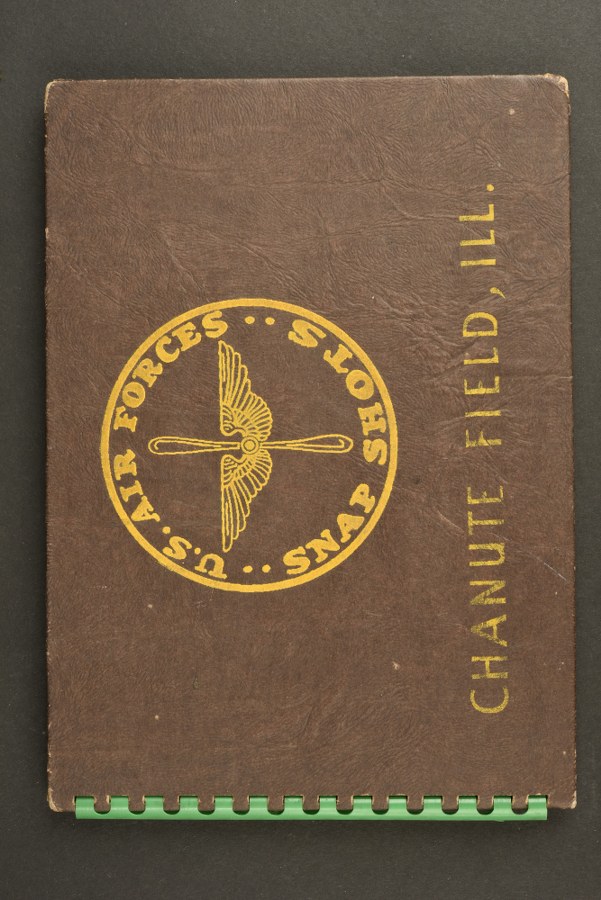 U.S. AIR FORCES
SNAP SHOTS
CHANUTE FIELD, ILL.